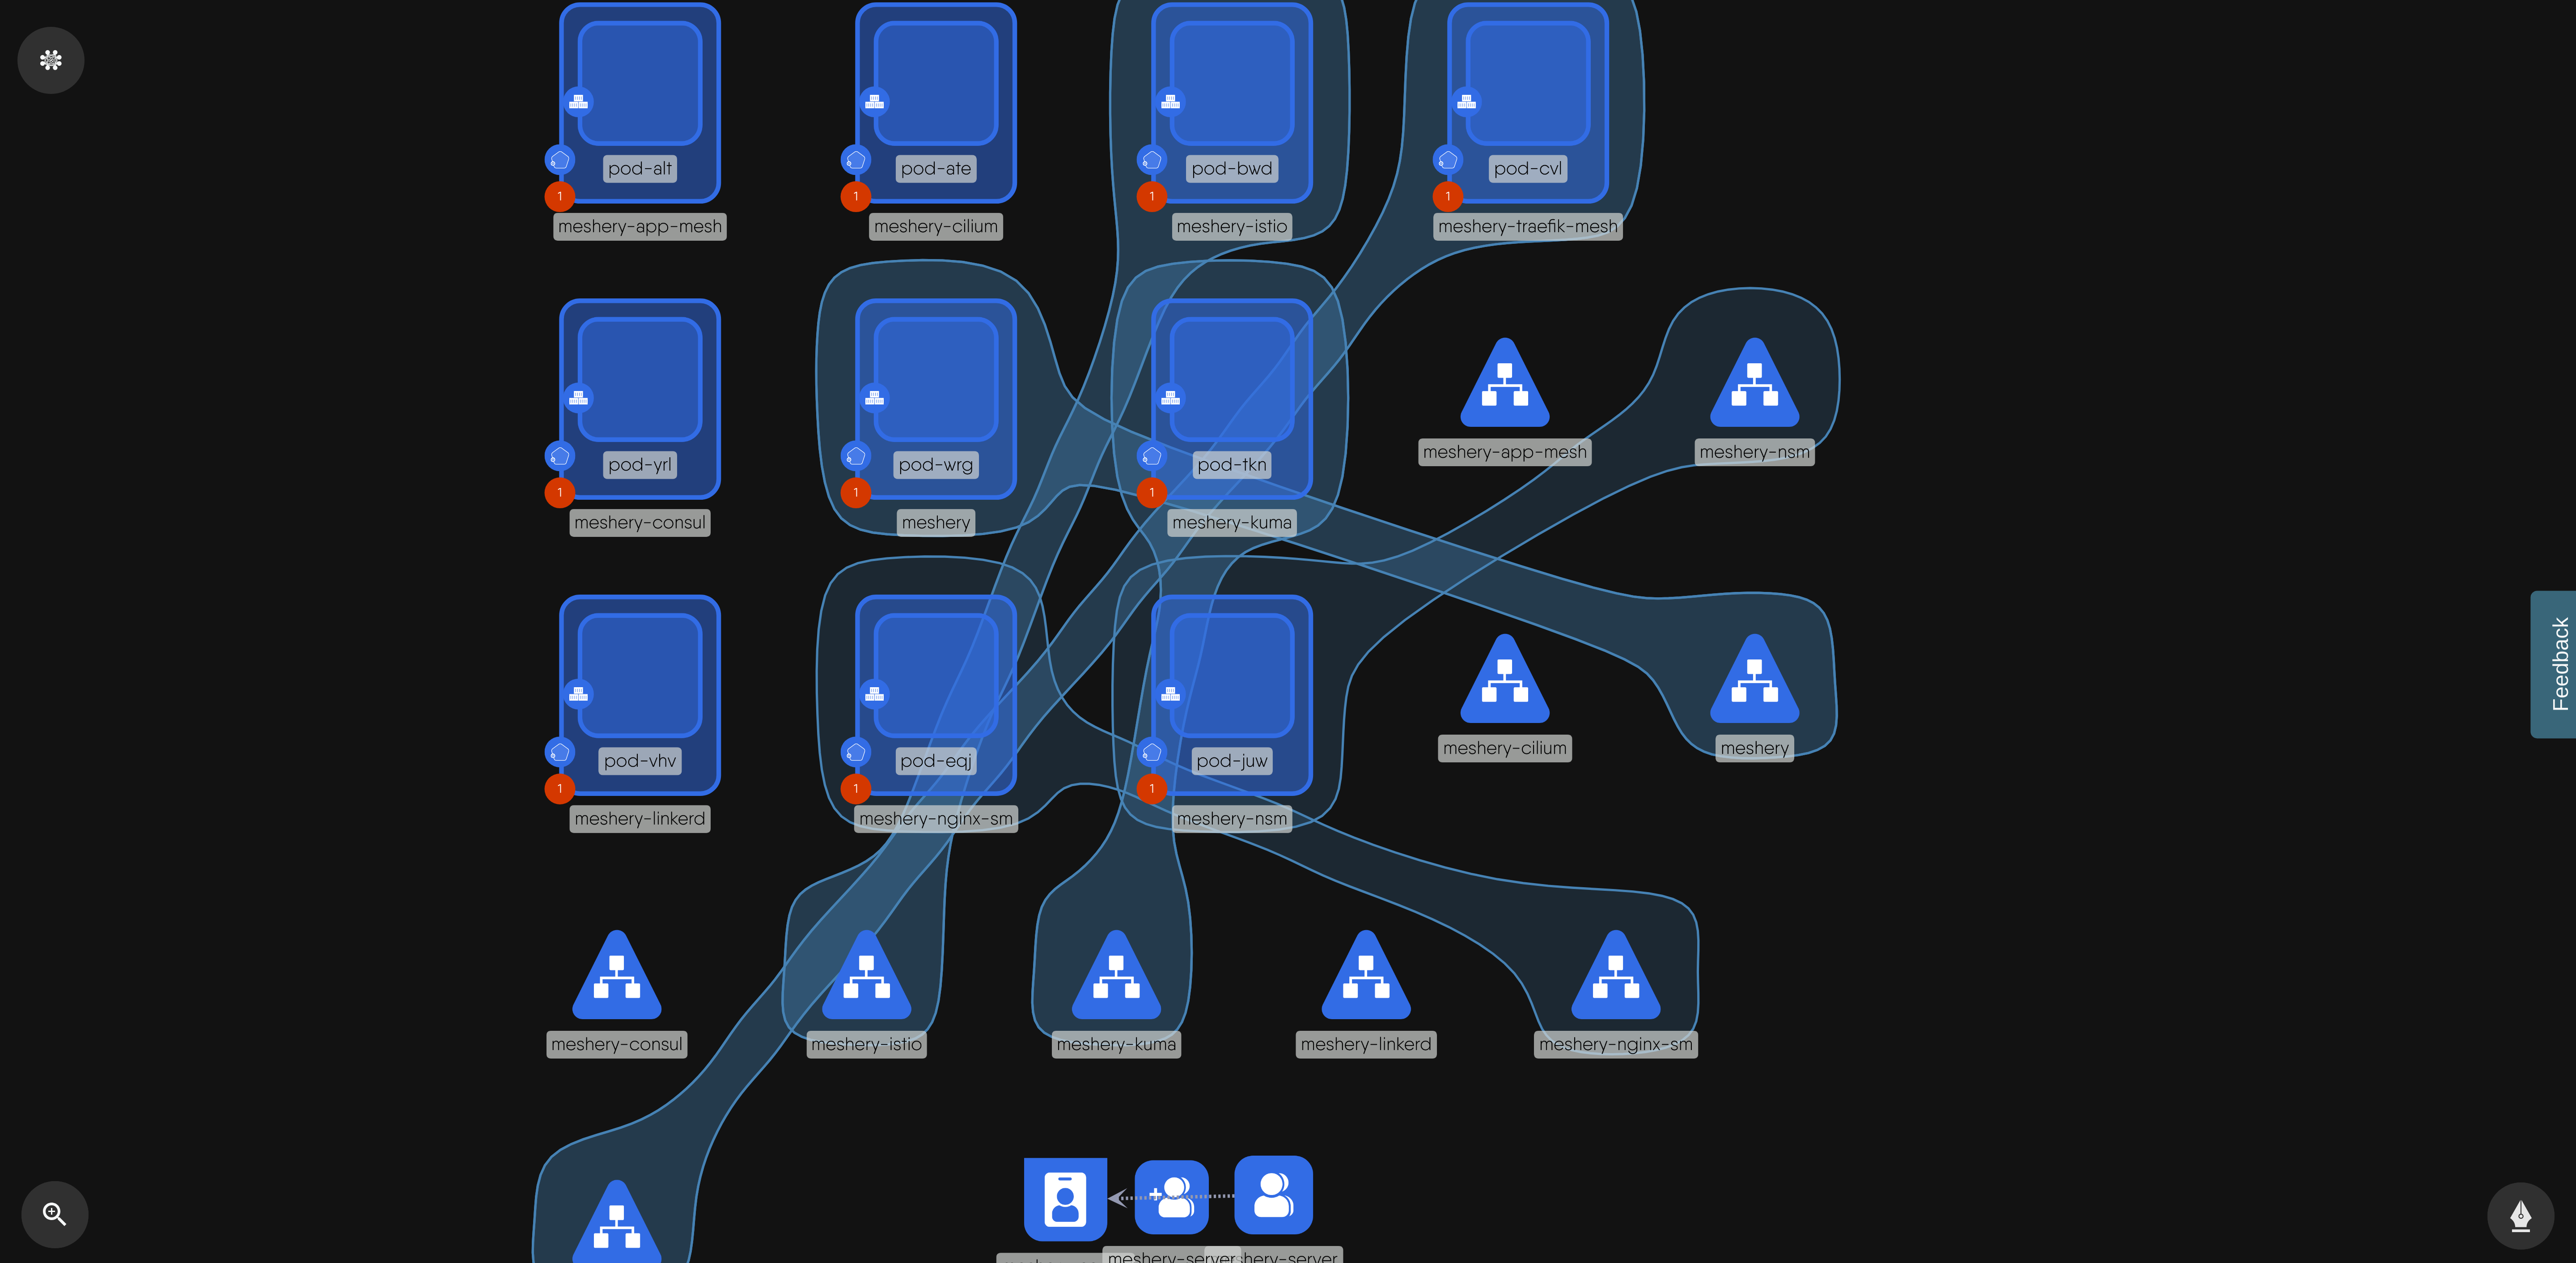 pod-alt
pod-ate
pod-bwd
pod-cvl
1
1
1
1
meshery-app-mesh
meshery-cilium
meshery-istio
meshery-traefik-mesh
pod-yrl
pod-wrg
pod-tkn
meshery-app-mesh
meshery-nsm
1
1
1
meshery-consul
meshery
meshery-kuma
Feedback
pod-vhv
pod-eqj
pod-juw
meshery-cilium
meshery
1
1
1
meshery-linkerd
meshery-nginx-sm
meshery-nsm
meshery-consul
meshery-istio
meshery-kuma
meshery-linkerd
meshery-nginx-sm
meshery-server